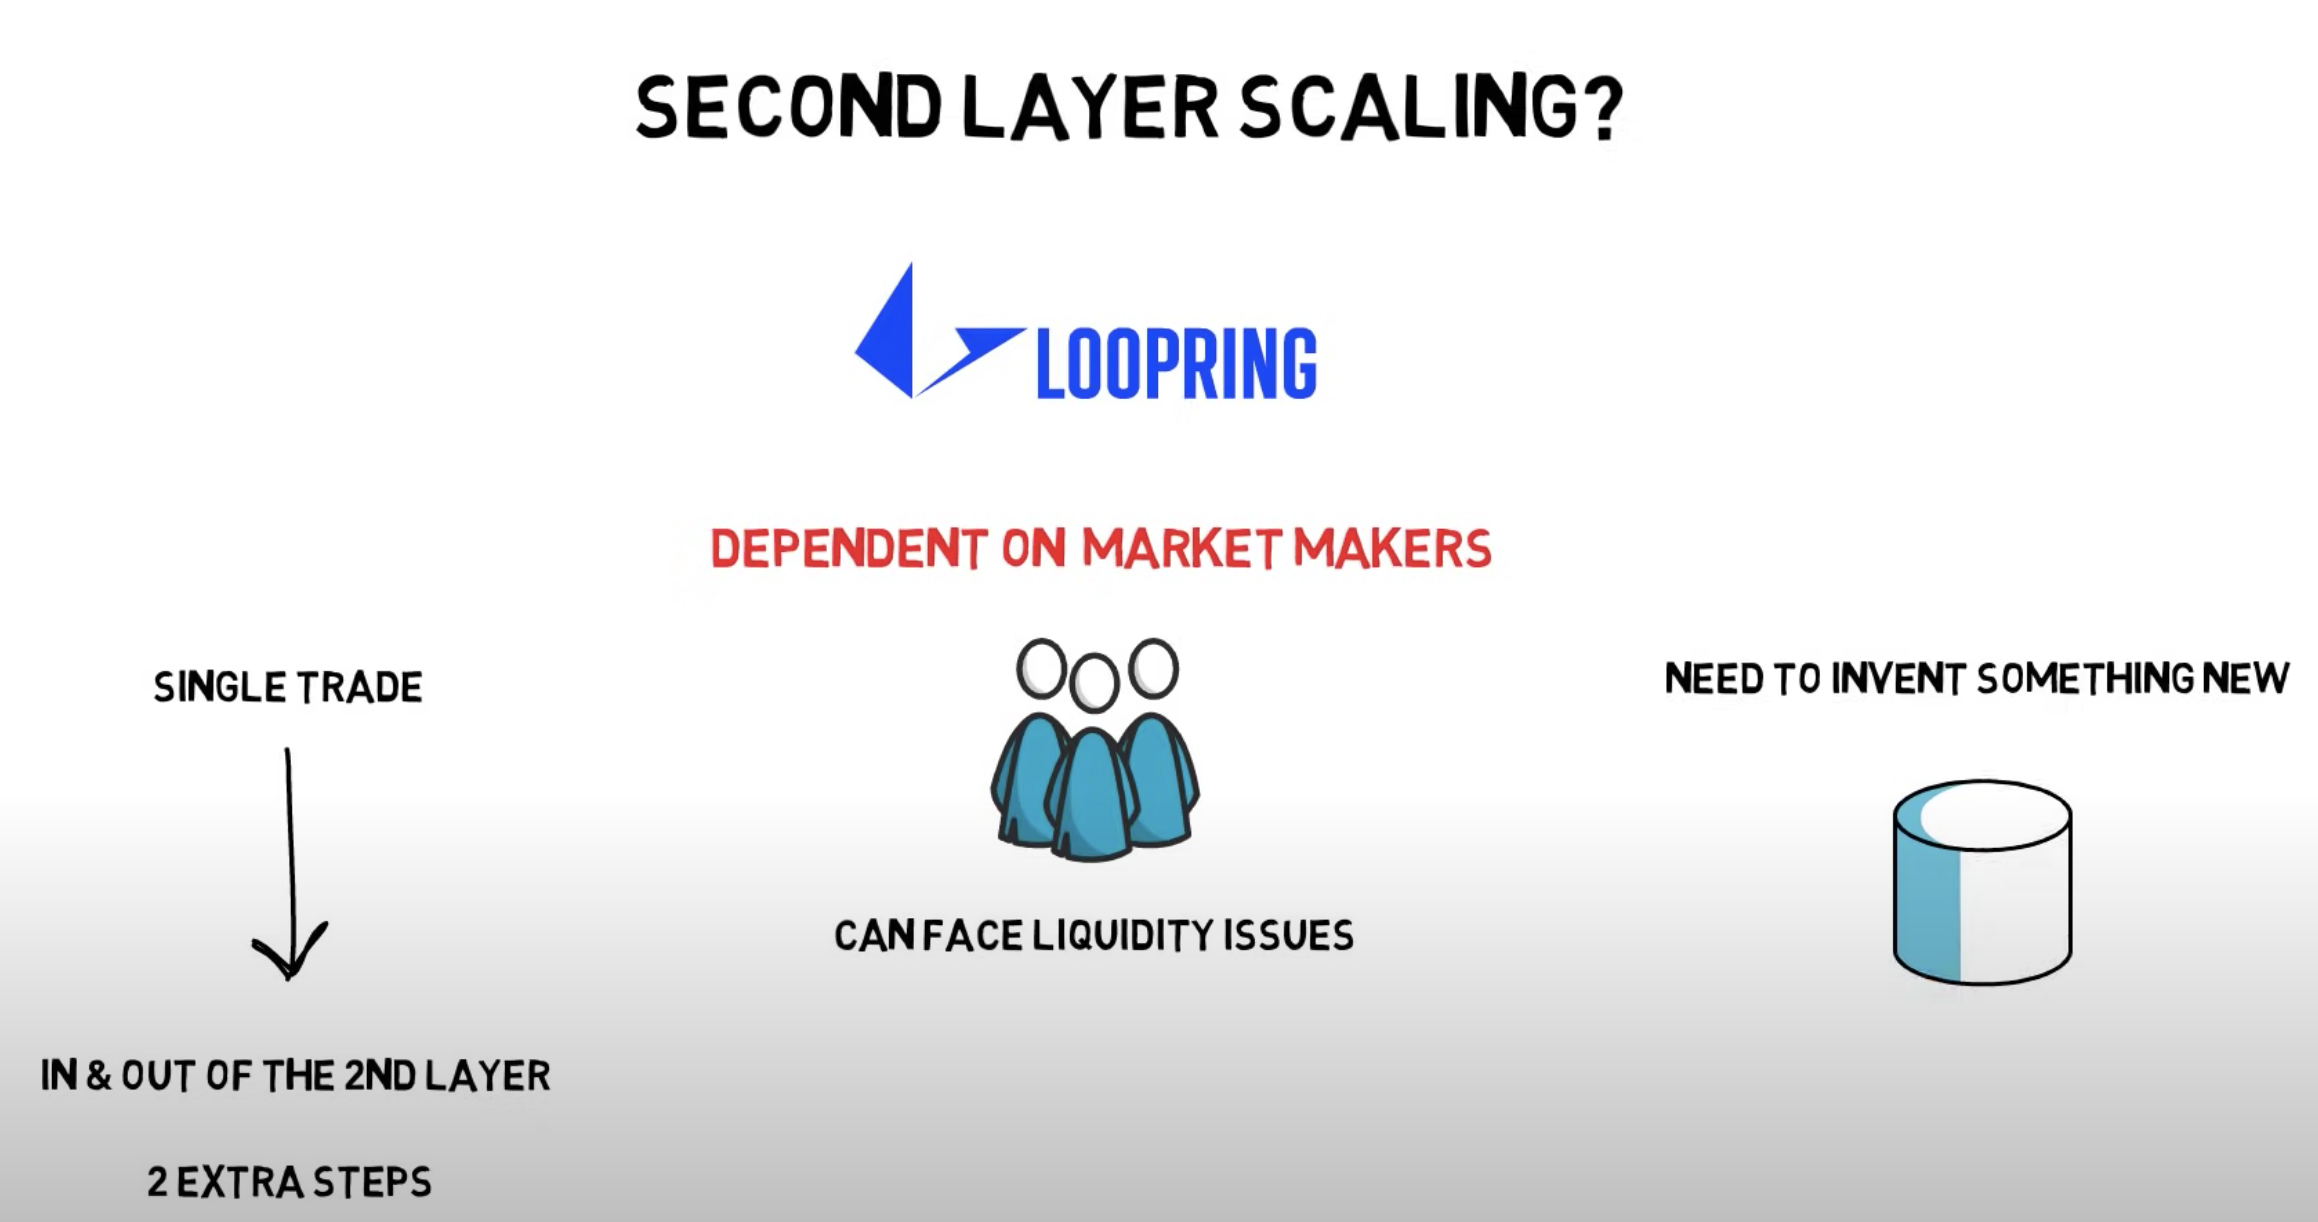 SECOND LAYER SCALING?
LOOPRING
DEPENDENT ON MARKET MAKERS
SINGLE TRADE
NEED TO INVENT SOMETHING NEW
CAN FACE LIQUIDITY ISSUES
IN & OUT OF THE 2ND LAYER
2 EXTRA STEPS